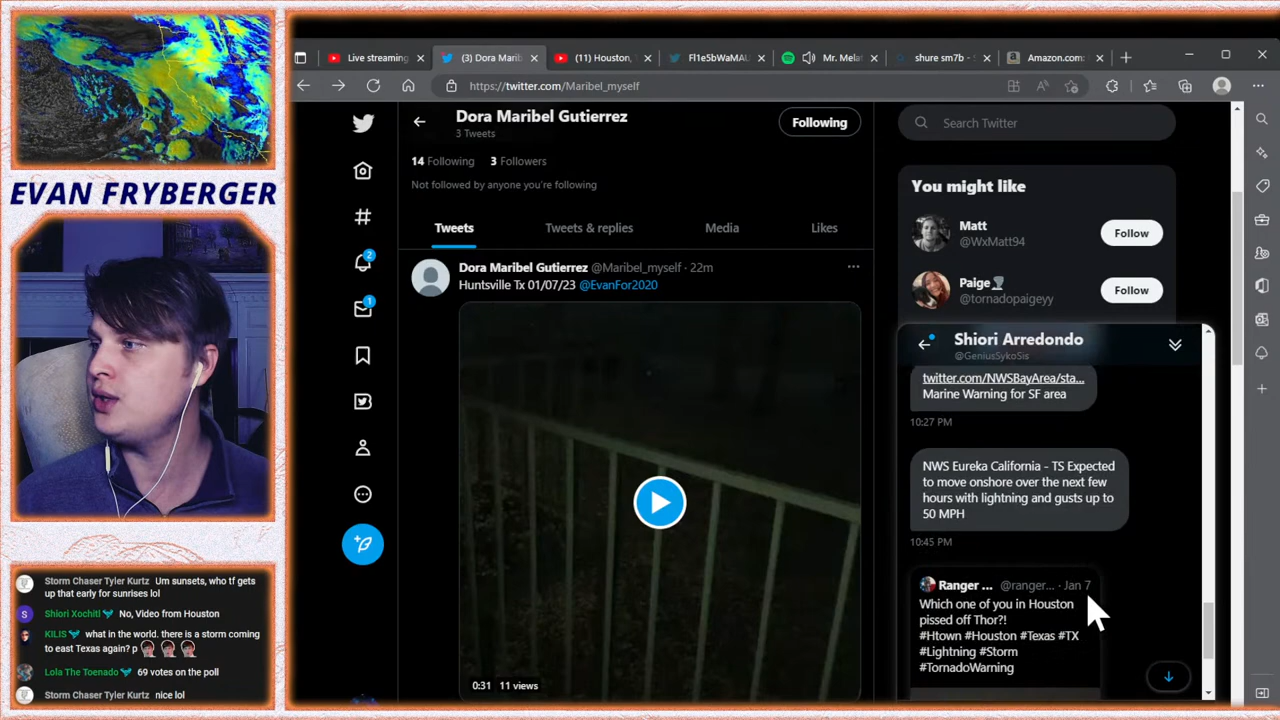 EVAN FRYBERGER
Storm Chaser Tyler Kurtz Um sunsets, who tf gets
up that early for sunrises lol
Shiori Xochitl No, Video from Houston
KILIS what in the world. there is a storm coming
to east Texas again? p
Lola The Toenado 69 votes on the poll
Storm Chaser Tyler Kurtz nice lol
Live streaming
(3) Dora Marib
(11) Houston,
Fl1e5bWaMAU
Mr. Melas
shure sm7b -
Amazon.com:
https://twitter.com/Maribel_myself
Dora Maribel Gutierrez
3 Tweets
Following
14 Following 3 Followers
Not followed by anyone you're following
Tweets Tweets & replies Media Likes
Dora Maribel Gutierrez @Maribel_myself · 22m
Huntsville Tx 01/07/23 @EvanFor2020
0:31 11 views
2
1
Search Twitter
You might like
Matt
@WxMatt94
Follow
Paige
@tornadopaigeyy
Follow
Shiori Arredondo
@GeniusSykoSis
twitter.com/NWSBayArea/sta...
Marine Warning for SF area
10:27 PM
NWS Eureka California - TS Expected
to move onshore over the next few
hours with lightning and gusts up to
50 MPH
10:45 PM
Ranger ... @ranger... · Jan 7
Which one of you in Houston
pissed off Thor?!
#Htown #Houston #Texas #TX
#Lightning #Storm
#TornadoWarning